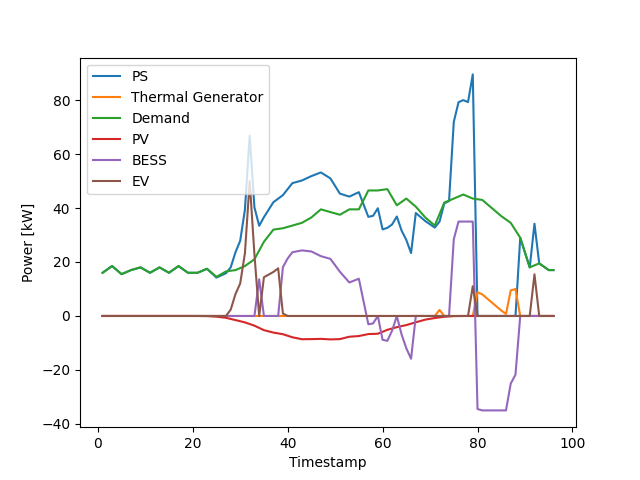 PS
Thermal Generator
Demand
PV
BESS
EV
80
60
40
20
0
−20
−40
Power [kW]
0 20 40 60 80 100
Timestamp